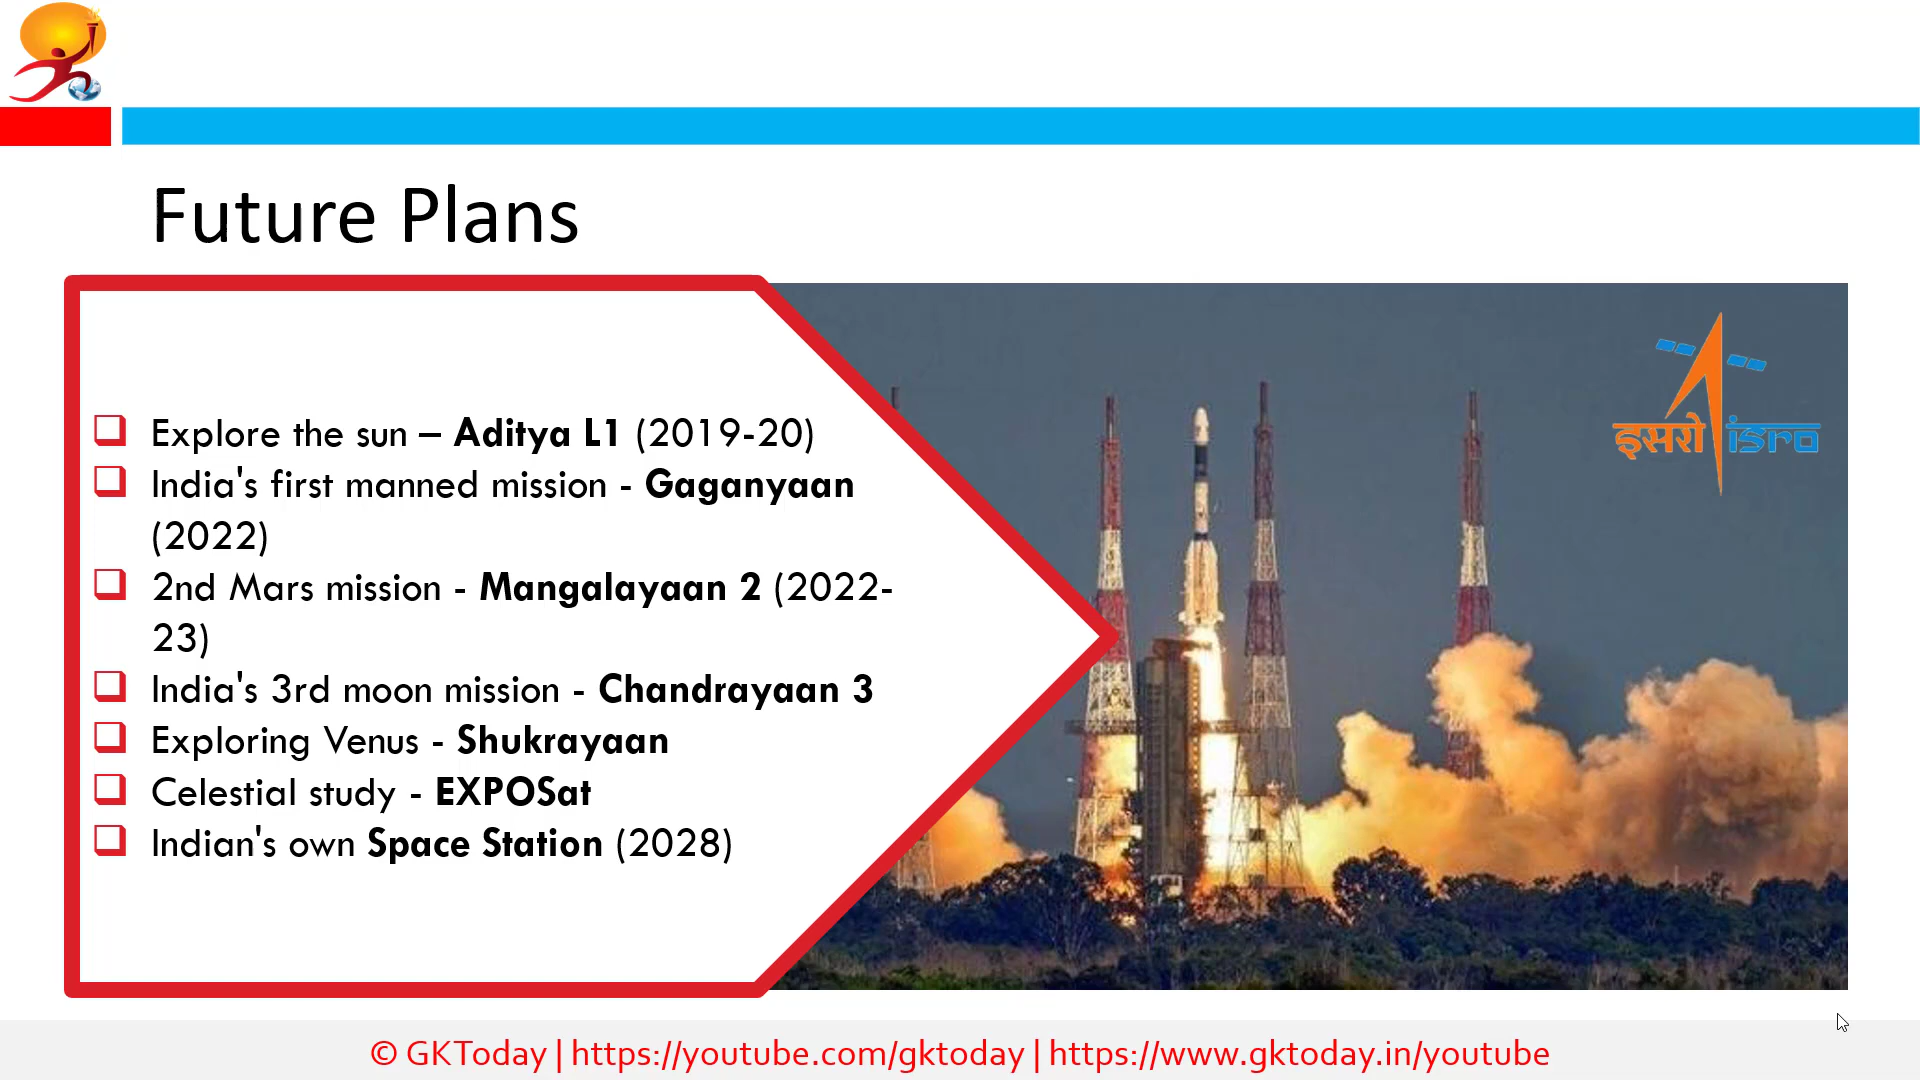 Future Plans
Explore the sun – Aditya L1 (2019-20)
India's first manned mission - Gaganyaan
(2022)
2nd Mars mission - Mangalayaan 2 (2022-
23)
India's 3rd moon mission - Chandrayaan 3
Exploring Venus - Shukrayaan
Celestial study - EXPOSat
Indian's own Space Station (2028)
इसरो isro
© GKToday | https://youtube.com/gktoday | https://www.gktoday.in/youtube